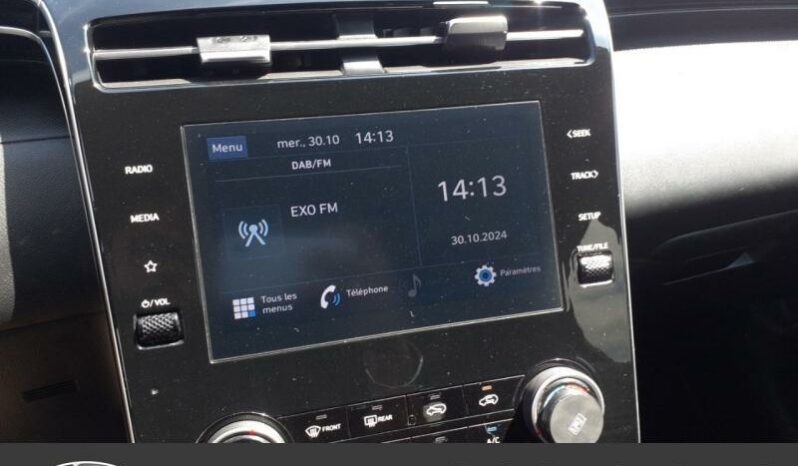 Menu mer., 30.10 14:13
DAB/FM
EXO FM
14:13
30.10.2024
Tous les
menus
Téléphone
Paramètres
RADIO
MEDIA
/VOL
<SEEK
TRACK>
SETUP
TUNE/FILE
FRONT
REAR
A/C